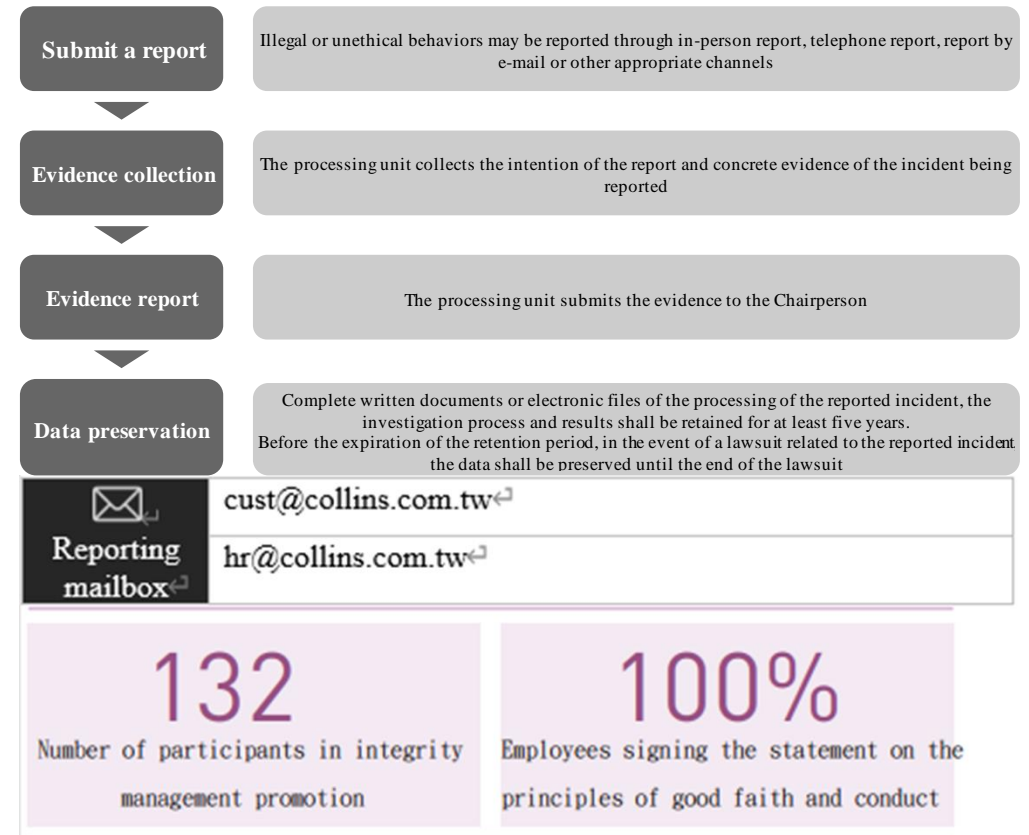 Submit a report
Illegal or unethical behaviors may be reported through in-person report, telephone report, report by
e-mail or other appropriate channels
Evidence collection
The processing unit collects the intention of the report and concrete evidence of the incident being
reported
Evidence report
The processing unit submits the evidence to the Chairperson
Data preservation
Complete written documents or electronic files of the processing of the reported incident, the
investigation process and results shall be retained for at least five years.
Before the expiration of the retention period, in the event of a lawsuit related to the reported incident
the data shall be preserved until the end of the lawsuit
Reporting
mailbox
cust@collins.com.tw
hr@collins.com.tw
132
Number of participants in integrity
management promotion
100%
Employees signing the statement on the
principles of good faith and conduct